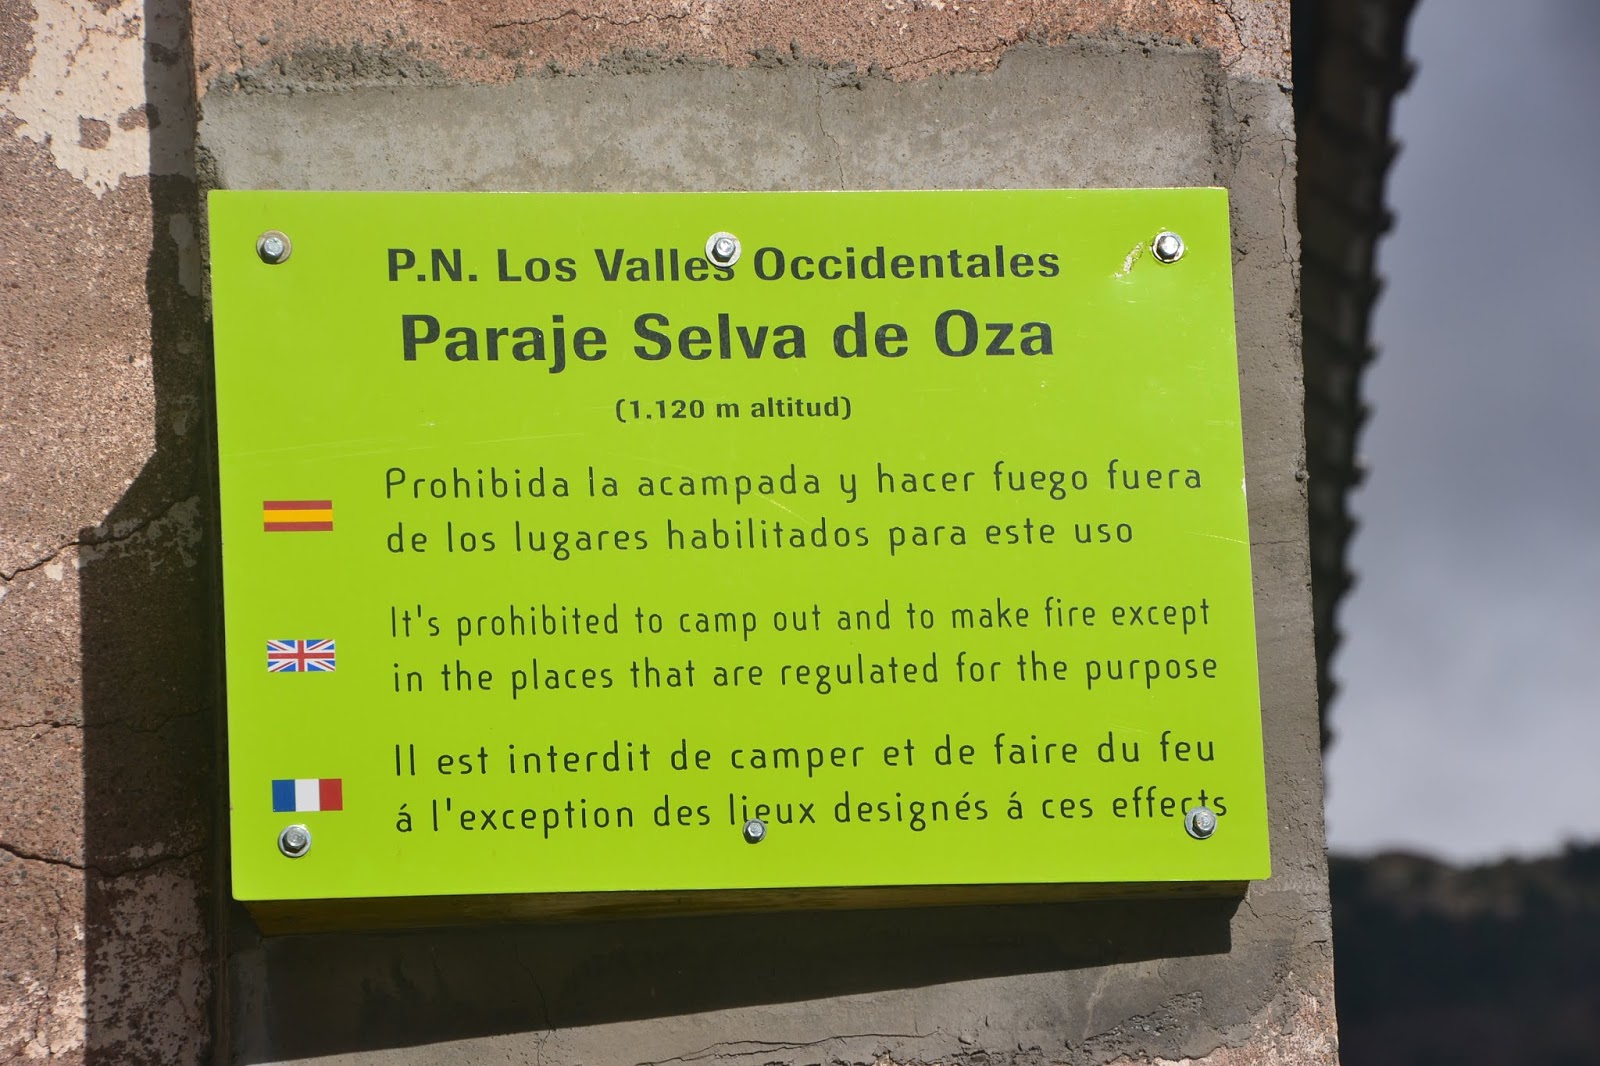 P.N. Los Valles Occidentales
Paraje Selva de Oza
(1.120 m altitud)
Prohibida la acampada y hacer fuego fuera
de los lugares habilitados para este uso
It's prohibited to camp out and to make fire except
in the places that are regulated for the purpose
Il est interdit de camper et de faire du feu
á l'exception des lieux designés á ces effects